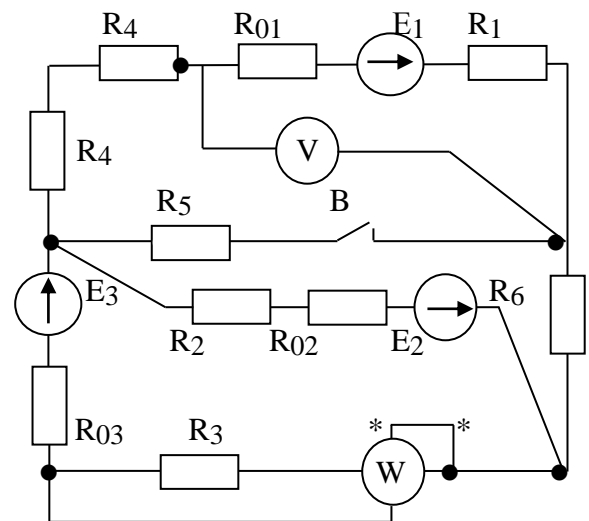 R4 R01 E1 R1
R4 V
R5 B
E3 R6
R2 R02 E2
R03 R3 * *
W